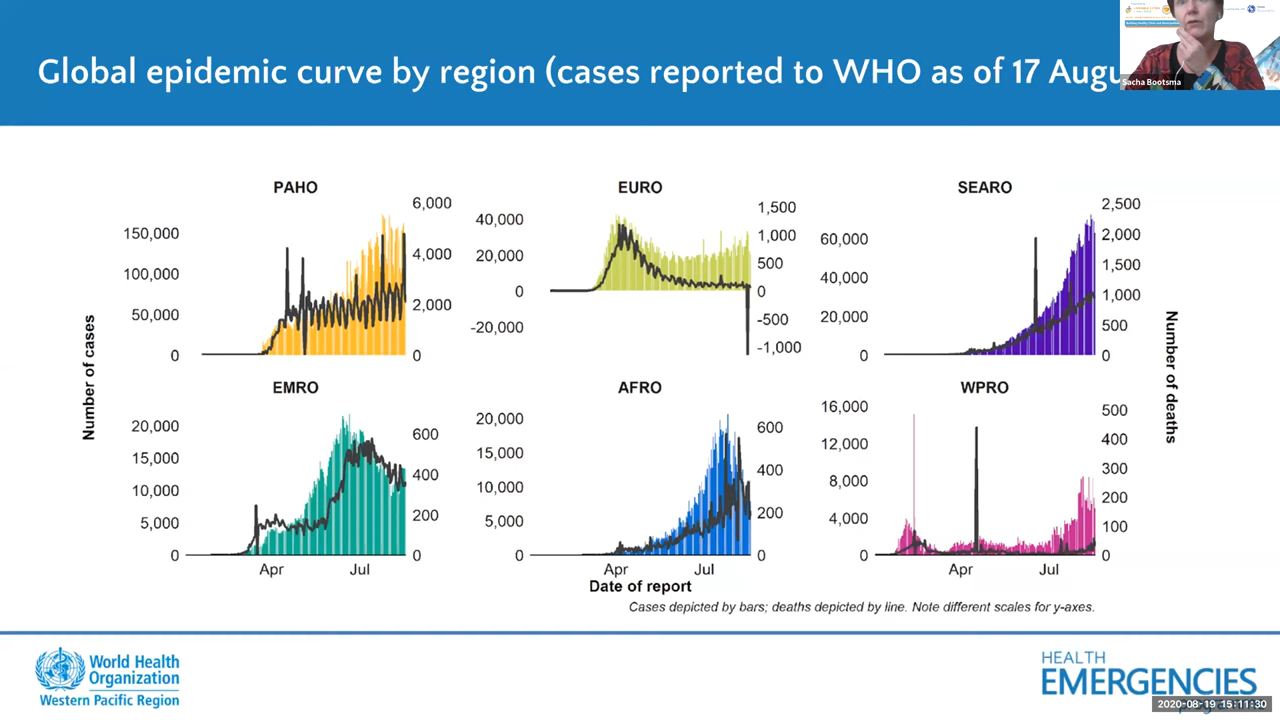 Global epidemic curve by region (cases reported to WHO as of 17 Augu
Sacha Bootsma
PAHO
EURO
SEARO
150,000
100,000
50,000
0
6,000
4,000
2,000
0
40,000
20,000
0
-20,000
1,500
1,000
500
0
-500
-1,000
60,000
40,000
20,000
0
2,500
2,000
1,500
1,000
500
0
Number of cases
Number of deaths
EMRO
AFRO
WPRO
20,000
15,000
10,000
5,000
0
600
400
200
0
20,000
15,000
10,000
5,000
0
600
400
200
0
16,000
12,000
8,000
4,000
0
500
400
300
200
100
0
Apr
Jul
Apr
Jul
Apr
Jul
Date of report
Cases depicted by bars; deaths depicted by line. Note different scales for y-axes.
World Health
Organization
Western Pacific Region
HEALTH
EMERGENCIES
2020-08-19 15:11:30